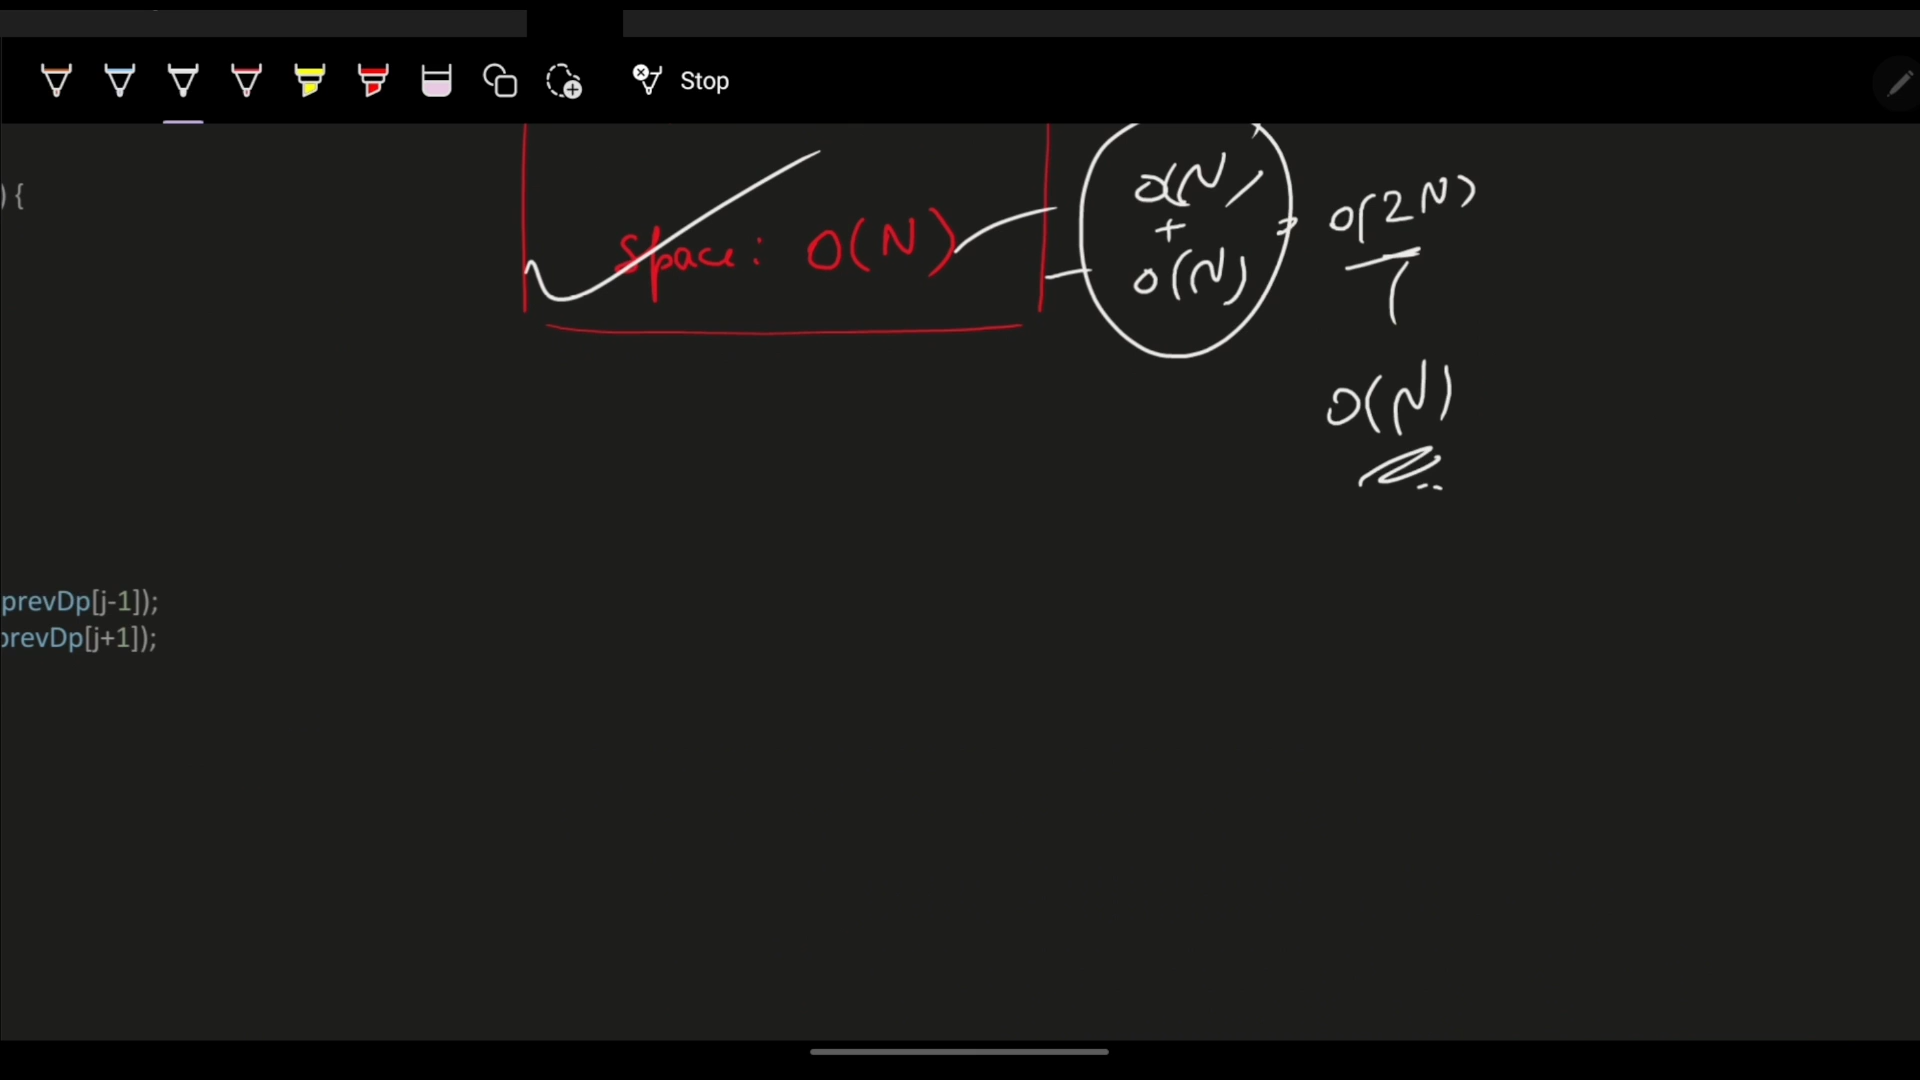 Stop
) {
Space: O(N)
O(N)
+
O(N)
= O(2N)
O(N)
prevDp[j-1]);
prevDp[j+1]);